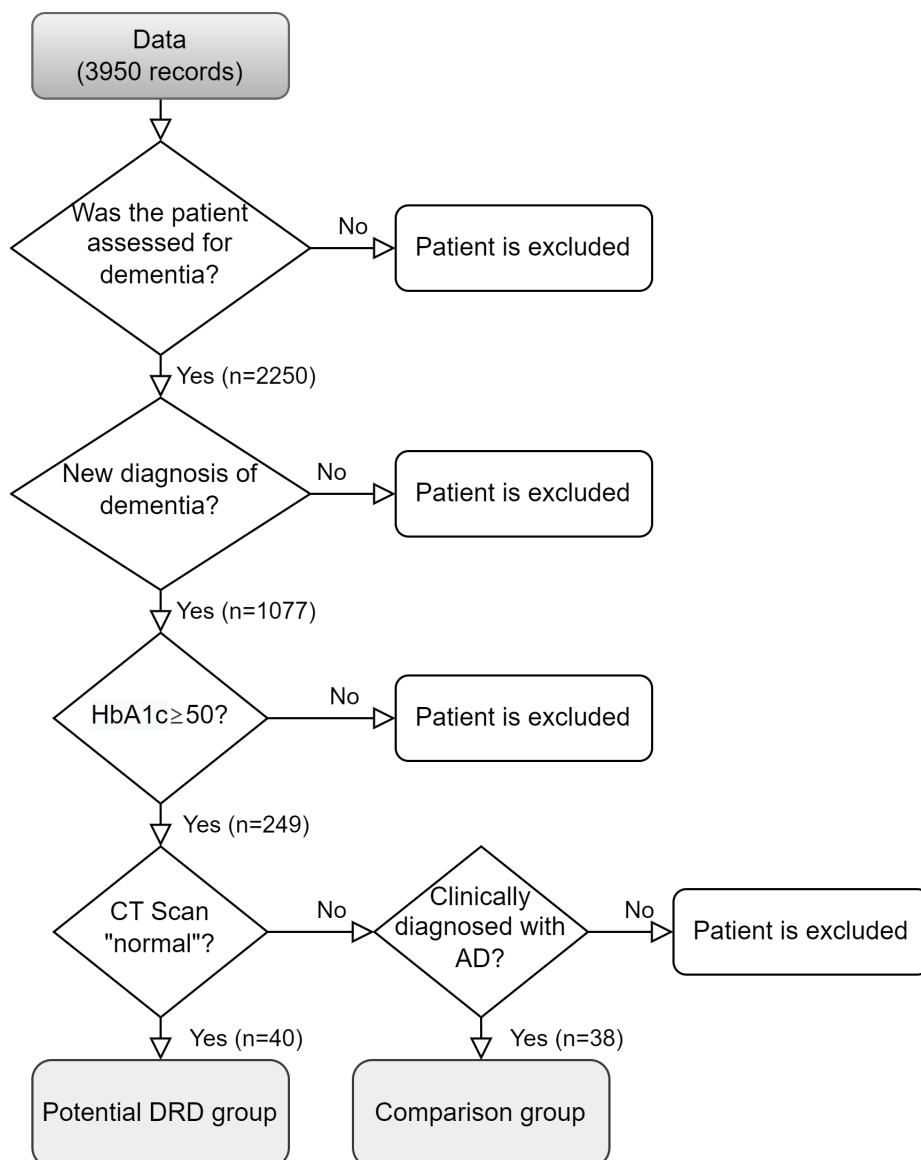 Data
(3950 records)
Was the patient
assessed for
dementia?
No
Patient is excluded
Yes (n=2250)
New diagnosis of
dementia?
No
Patient is excluded
Yes (n=1077)
HbA1c≥50?
No
Patient is excluded
Yes (n=249)
CT Scan
"normal"?
No
Clinically
diagnosed with
AD?
No
Patient is excluded
Yes (n=40)
Yes (n=38)
Potential DRD group
Comparison group